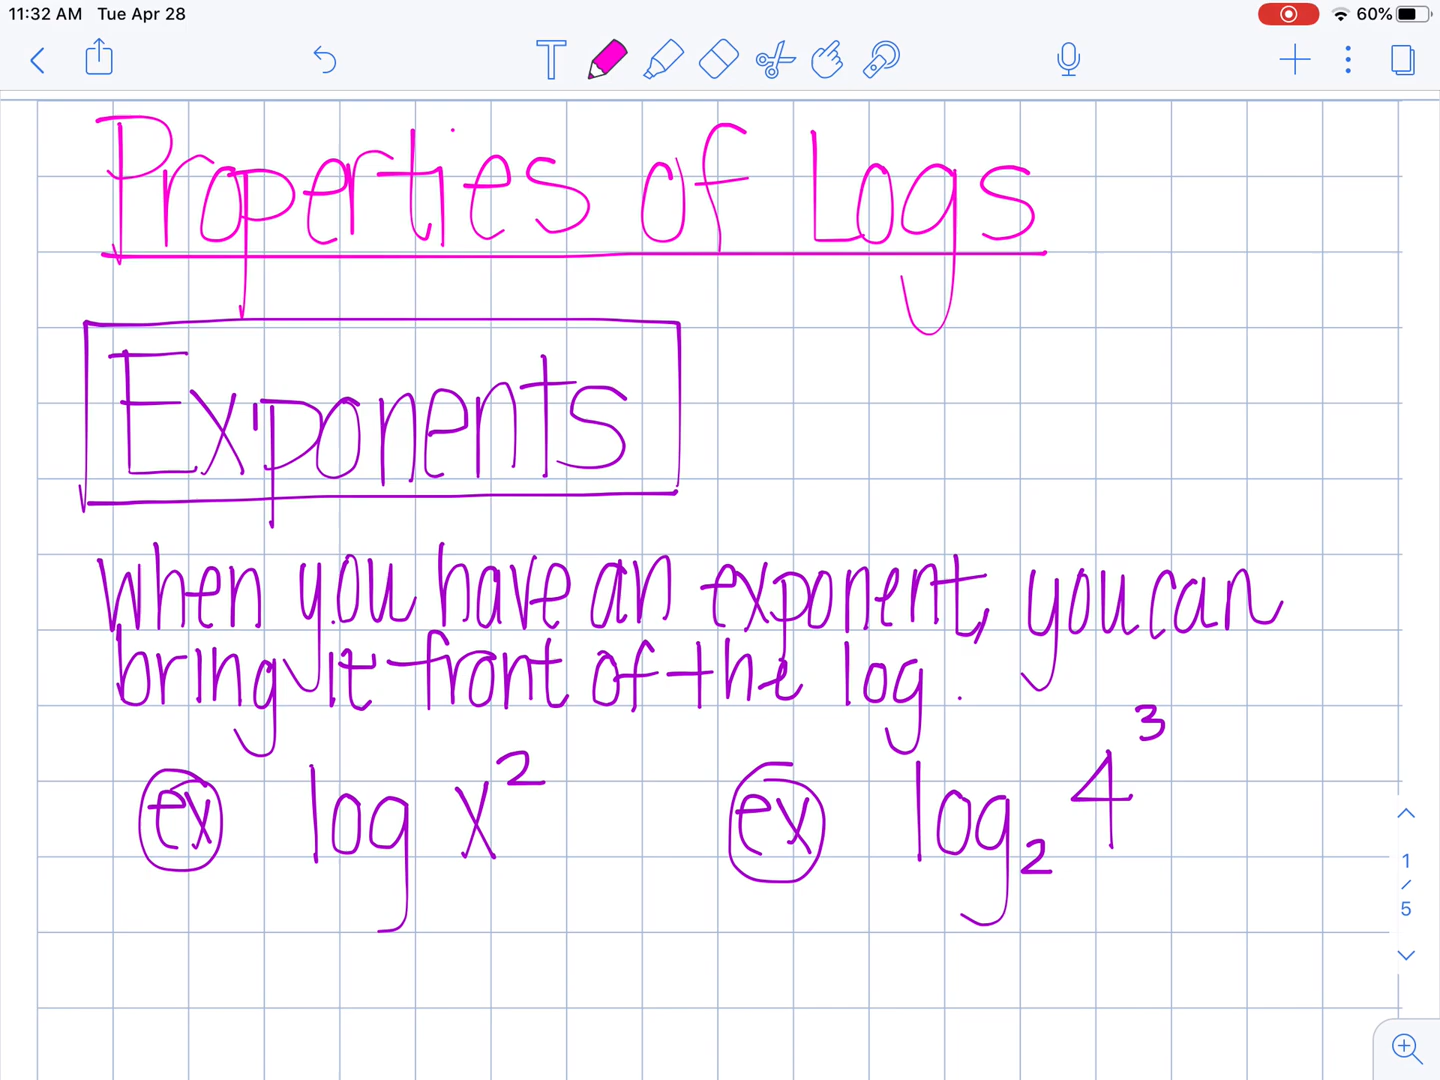 11:32 AM Tue Apr 28
60%
T
Properties of Logs
Exponents
when you have an exponent, you can
bring it front of the log.
ex log x² ex log₂ 4³
1
/
5